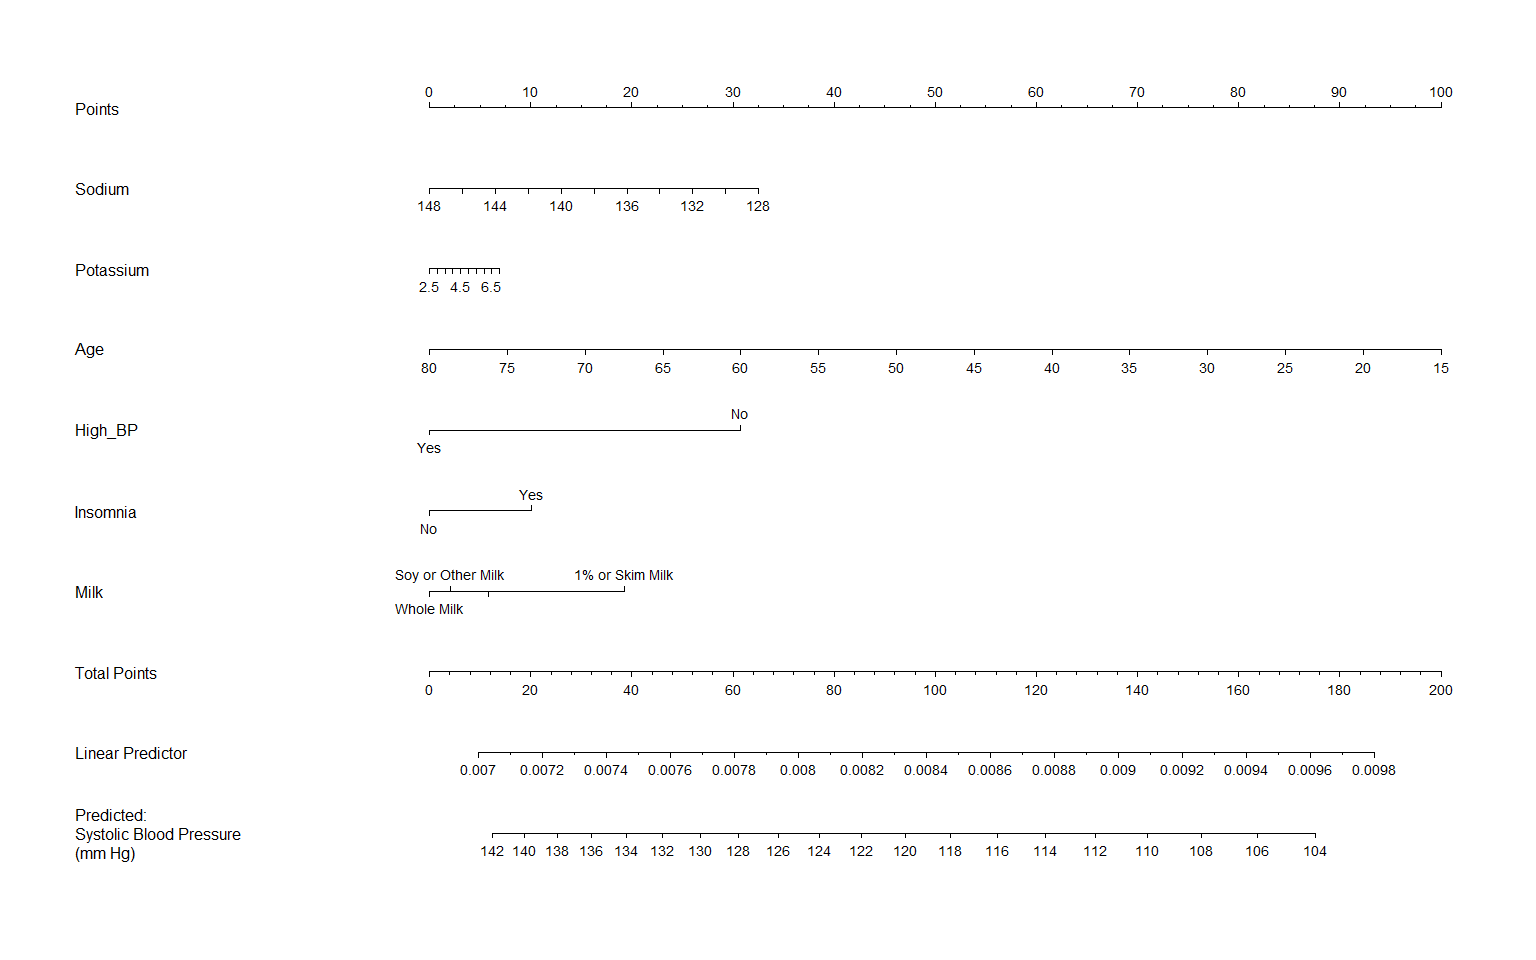 0 10 20 30 40 50 60 70 80 90 100
Points
Sodium
148 144 140 136 132 128
Potassium
2.5 4.5 6.5
Age
80 75 70 65 60 55 50 45 40 35 30 25 20 15
No
High_BP
Yes
Yes
Insomnia
No
Soy or Other Milk 1% or Skim Milk
Milk
Whole Milk
Total Points
0 20 40 60 80 100 120 140 160 180 200
Linear Predictor
0.007 0.0072 0.0074 0.0076 0.0078 0.008 0.0082 0.0084 0.0086 0.0088 0.009 0.0092 0.0094 0.0096 0.0098
Predicted:
Systolic Blood Pressure
(mm Hg)
142 140 138 136 134 132 130 128 126 124 122 120 118 116 114 112 110 108 106 104